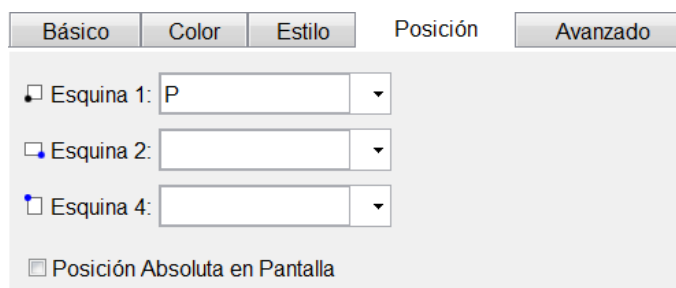 Básico Color Estilo Posición Avanzado
Esquina 1: P
Esquina 2:
Esquina 4:
Posición Absoluta en Pantalla